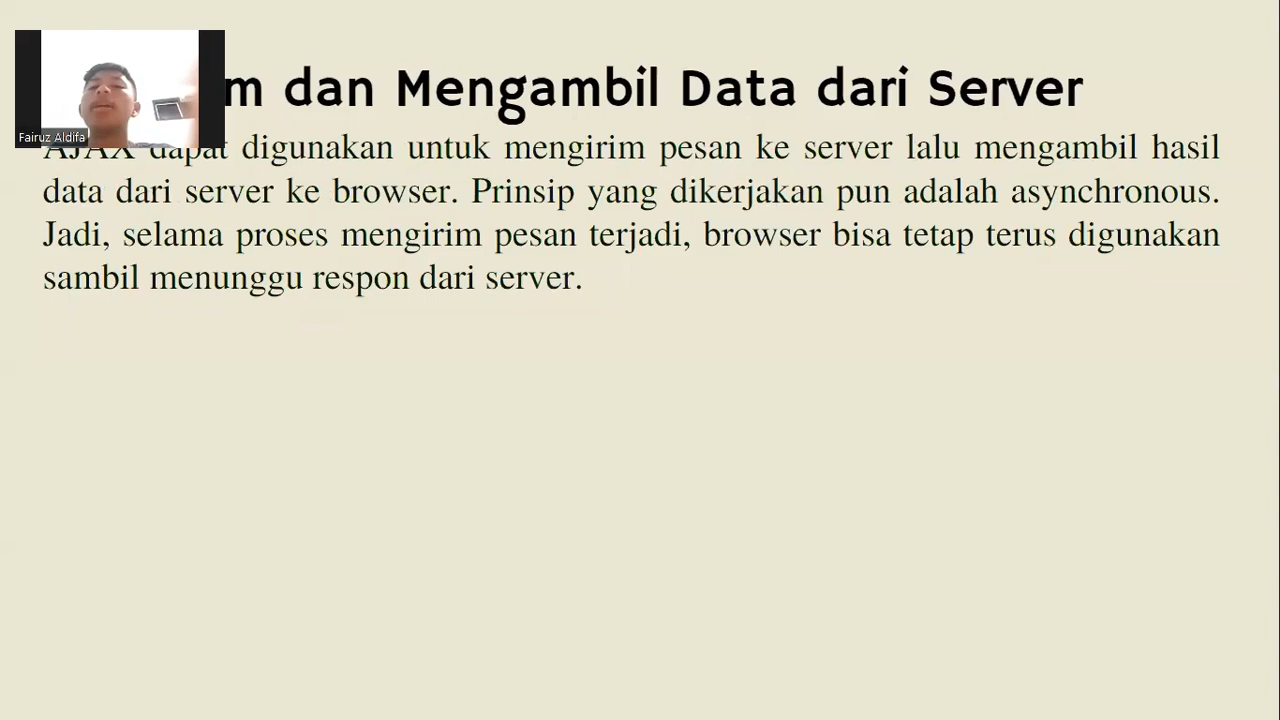 m dan Mengambil Data dari Server
Fairuz Aldifa
AJAX dapat digunakan untuk mengirim pesan ke server lalu mengambil hasil
data dari server ke browser. Prinsip yang dikerjakan pun adalah asynchronous.
Jadi, selama proses mengirim pesan terjadi, browser bisa tetap terus digunakan
sambil menunggu respon dari server.